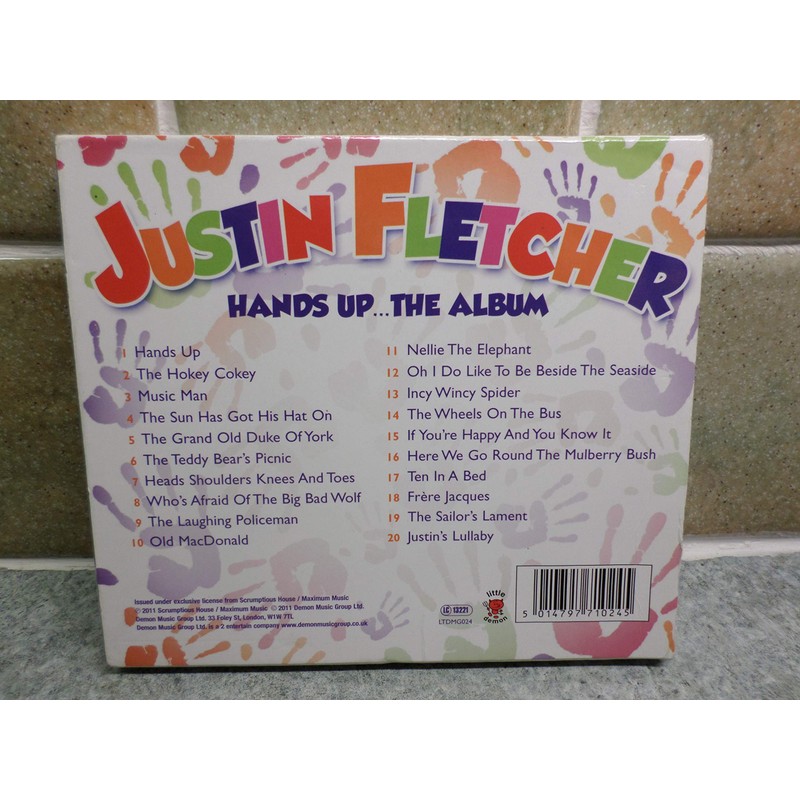 JUSTIN FLETCHER
HANDS UP...THE ALBUM
1 Hands Up
2 The Hokey Cokey
3 Music Man
4 The Sun Has Got His Hat On
5 The Grand Old Duke Of York
6 The Teddy Bear's Picnic
7 Heads Shoulders Knees And Toes
8 Who's Afraid Of The Big Bad Wolf
9 The Laughing Policeman
10 Old MacDonald
11 Nellie The Elephant
12 Oh I Do Like To Be Beside The Seaside
13 Incy Wincy Spider
14 The Wheels On The Bus
15 If You're Happy And You Know It
16 Here We Go Round The Mulberry Bush
17 Ten In A Bed
18 Frère Jacques
19 The Sailor's Lament
20 Justin's Lullaby
Issued under exclusive license from Scrumptious House / Maximum Music
© 2011 Scrumptious House / Maximum Music © 2011 Demon Music Group Ltd.
Demon Music Group Ltd. 33 Foley St, London, W1W 7TL
Demon Music Group Ltd. is a 2 entertain company www.demonmusicgroup.co.uk
LC 13221
LTDMG024
little
demon
5 014797 710245